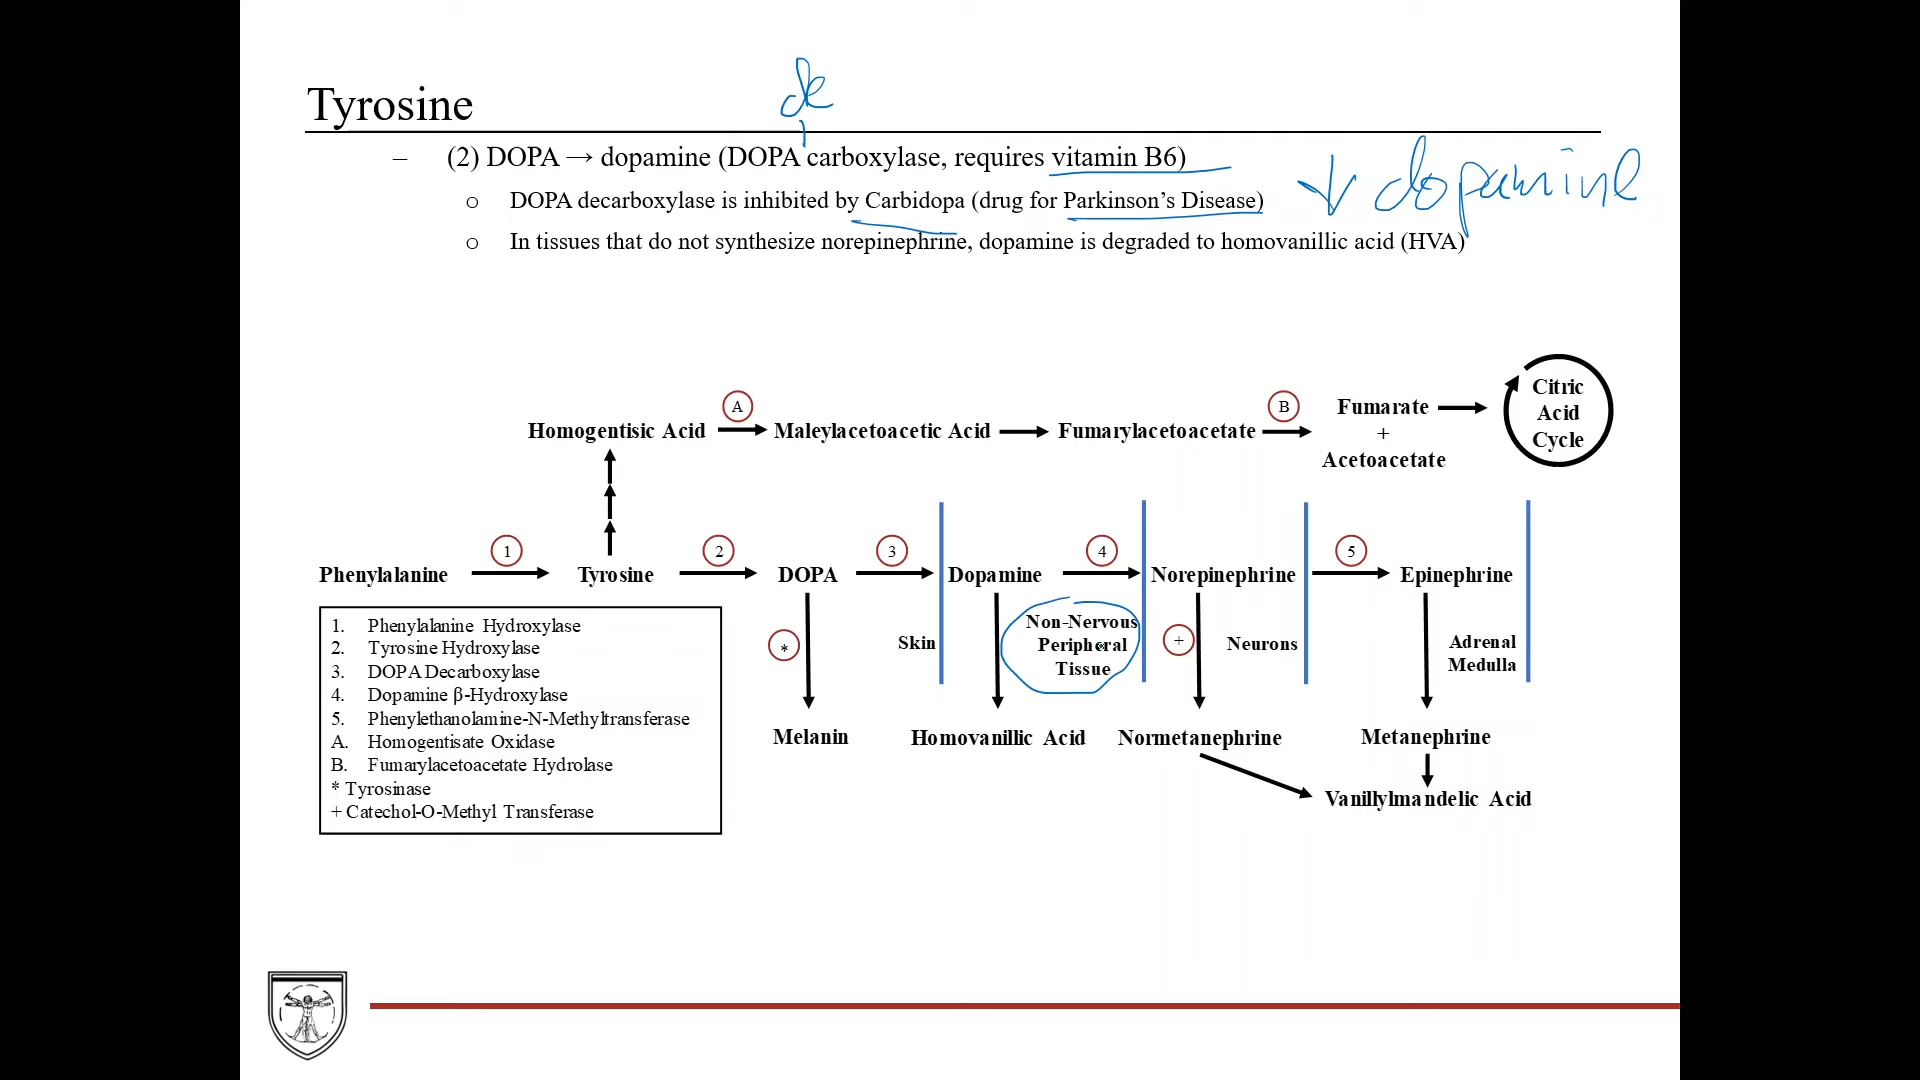 de
Tyrosine
– (2) DOPA → dopamine (DOPA carboxylase, requires vitamin B6)
↓ dopamine
o DOPA decarboxylase is inhibited by Carbidopa (drug for Parkinson’s Disease)
o In tissues that do not synthesize norepinephrine, dopamine is degraded to homovanillic acid (HVA)
Homogentisic Acid
A
Maleylacetoacetic Acid
Fumarylacetoacetate
B
Fumarate
+
Acetoacetate
Citric
Acid
Cycle
Phenylalanine
1
Tyrosine
2
DOPA
3
Dopamine
4
Norepinephrine
5
Epinephrine
1. Phenylalanine Hydroxylase
2. Tyrosine Hydroxylase
3. DOPA Decarboxylase
4. Dopamine β-Hydroxylase
5. Phenylethanolamine-N-Methyltransferase
A. Homogentisate Oxidase
B. Fumarylacetoacetate Hydrolase
* Tyrosinase
+ Catechol-O-Methyl Transferase
*
Skin
Non-Nervous
Peripheral
Tissue
+
Neurons
Adrenal
Medulla
Melanin
Homovanillic Acid
Normetanephrine
Metanephrine
Vanillylmandelic Acid